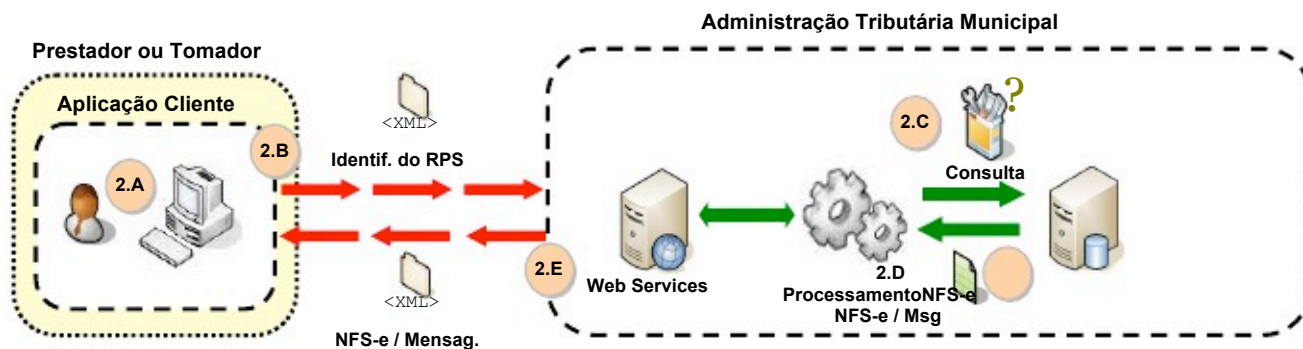 Administração Tributária Municipal
Prestador ou Tomador
Aplicação Cliente
2.A
2.B
<XML>
Identif. do RPS
2.C
?
Consulta
2.E
Web Services
2.D
ProcessamentoNFS-e
NFS-e / Msg
<XML>
NFS-e / Mensag.